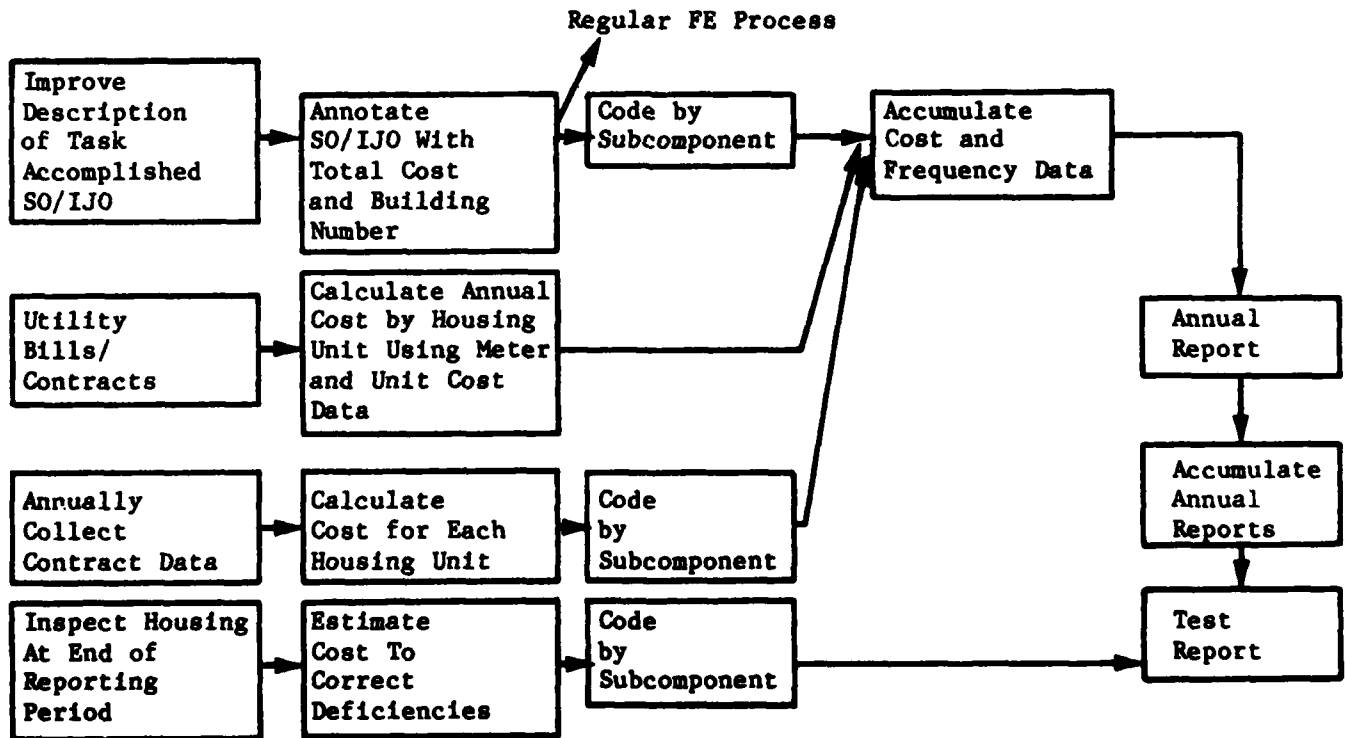 Regular FE Process
Improve
Description
of Task
Accomplished
SO/IJO
Annotate
SO/IJO With
Total Cost
and Building
Number
Code by
Subcomponent
Accumulate
Cost and
Frequency Data
Utility
Bills/
Contracts
Calculate Annual
Cost by Housing
Unit Using Meter
and Unit Cost
Data
Annual
Report
Annually
Collect
Contract Data
Calculate
Cost for Each
Housing Unit
Code
by
Subcomponent
Accumulate
Annual
Reports
Inspect Housing
At End of
Reporting
Period
Estimate
Cost To
Correct
Deficiencies
Code
by
Subcomponent
Test
Report